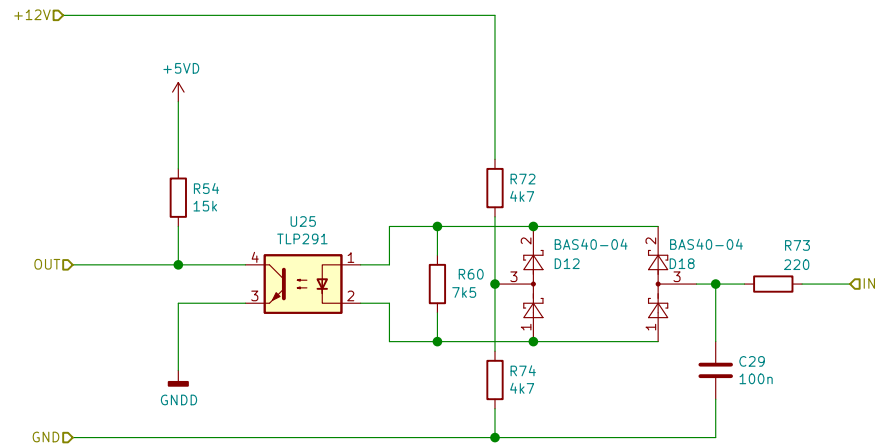 +12V
+5VD
R54
15k
U25
TLP291
OUT
4
3
1
2
GNDD
R60
7k5
R72
4k7
3
2
1
BAS40-04
D12
2
1
BAS40-04
D18
3
R73
220
IN
R74
4k7
C29
100n
GND